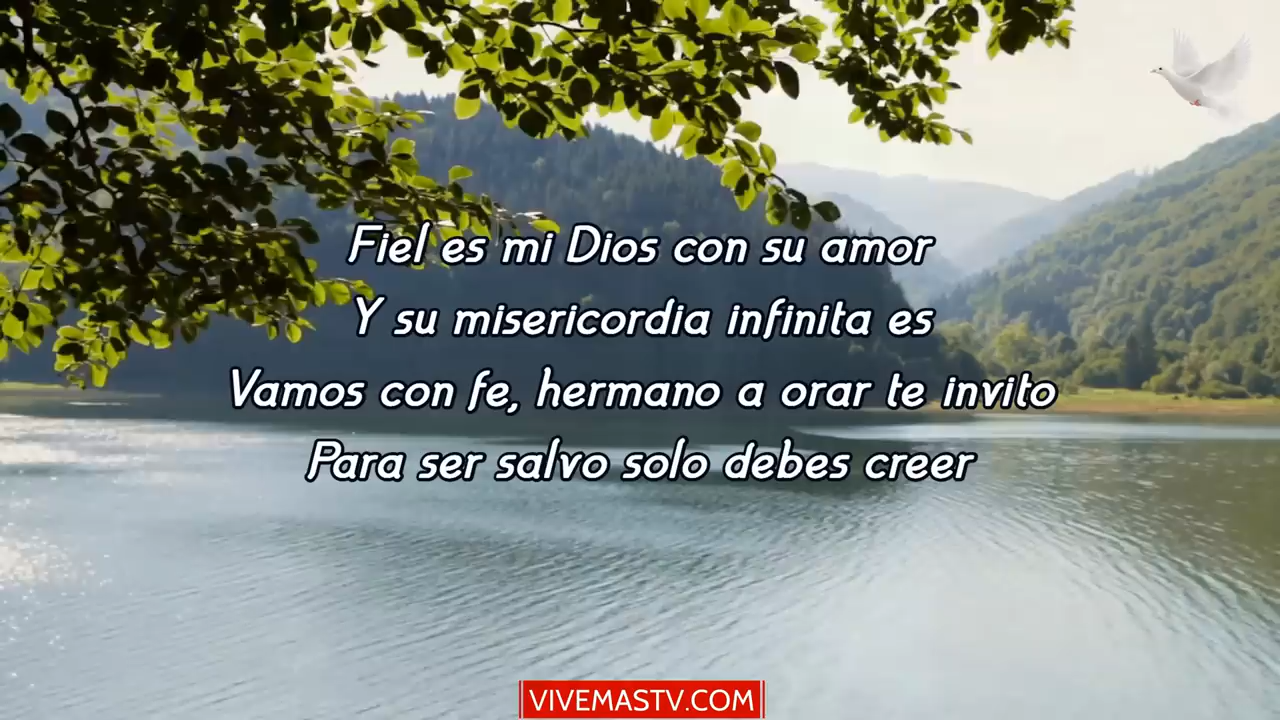 Fiel es mi Dios con su amor
Y su misericordia infinita es
Vamos con fe, hermano a orar te invito
Para ser salvo solo debes creer
VIVEMASTV.COM